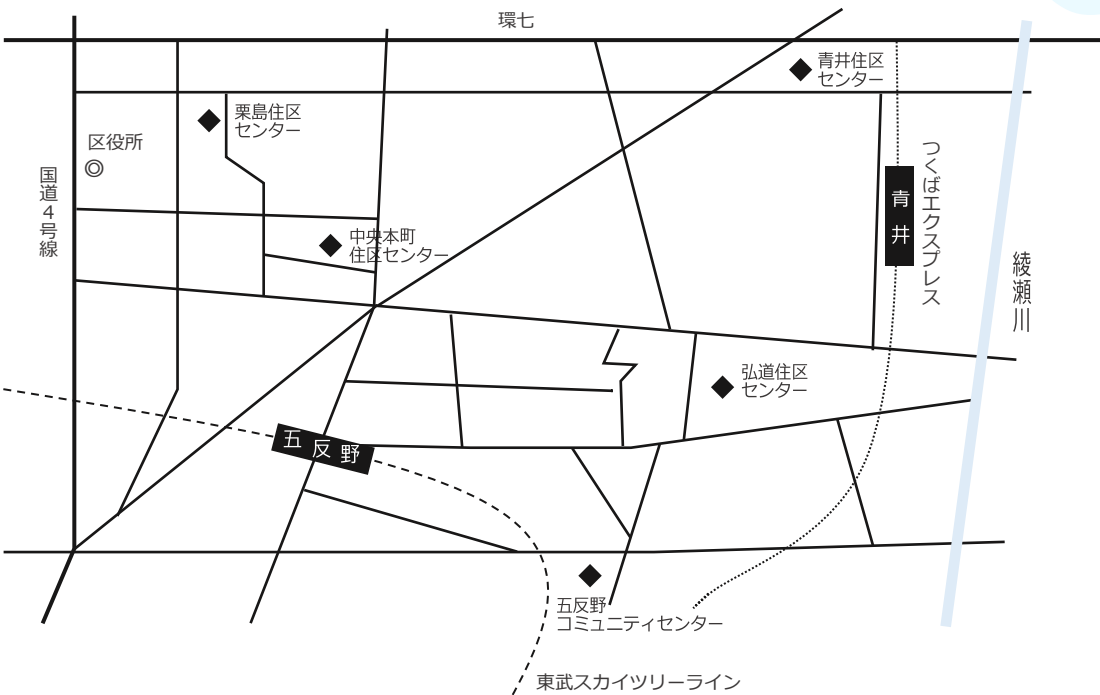 環七
青井住区
センター
栗島住区
センター
区役所
国道4号線
つくばエクスプレス
青井
中央本町
住区センター
綾瀬川
弘道住区
センター
五反野
五反野
コミュニティセンター
東武スカイツリーライン